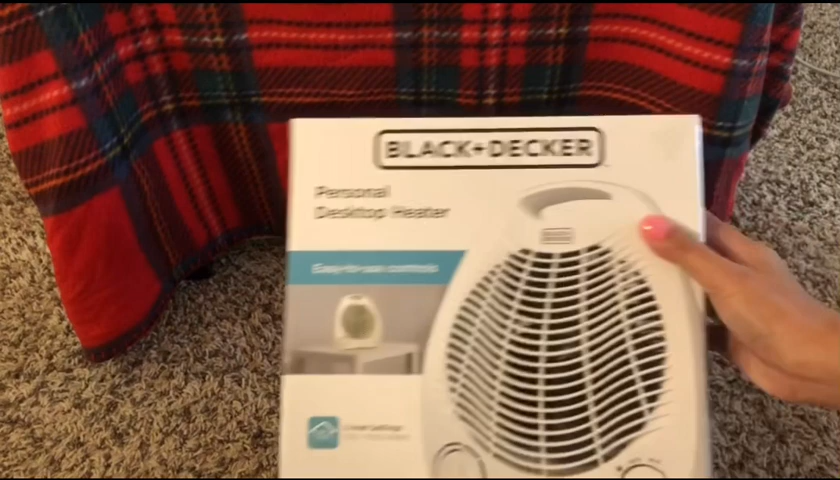 BLACK+DECKER
Personal
Desktop Heater
Easy-to-use controls